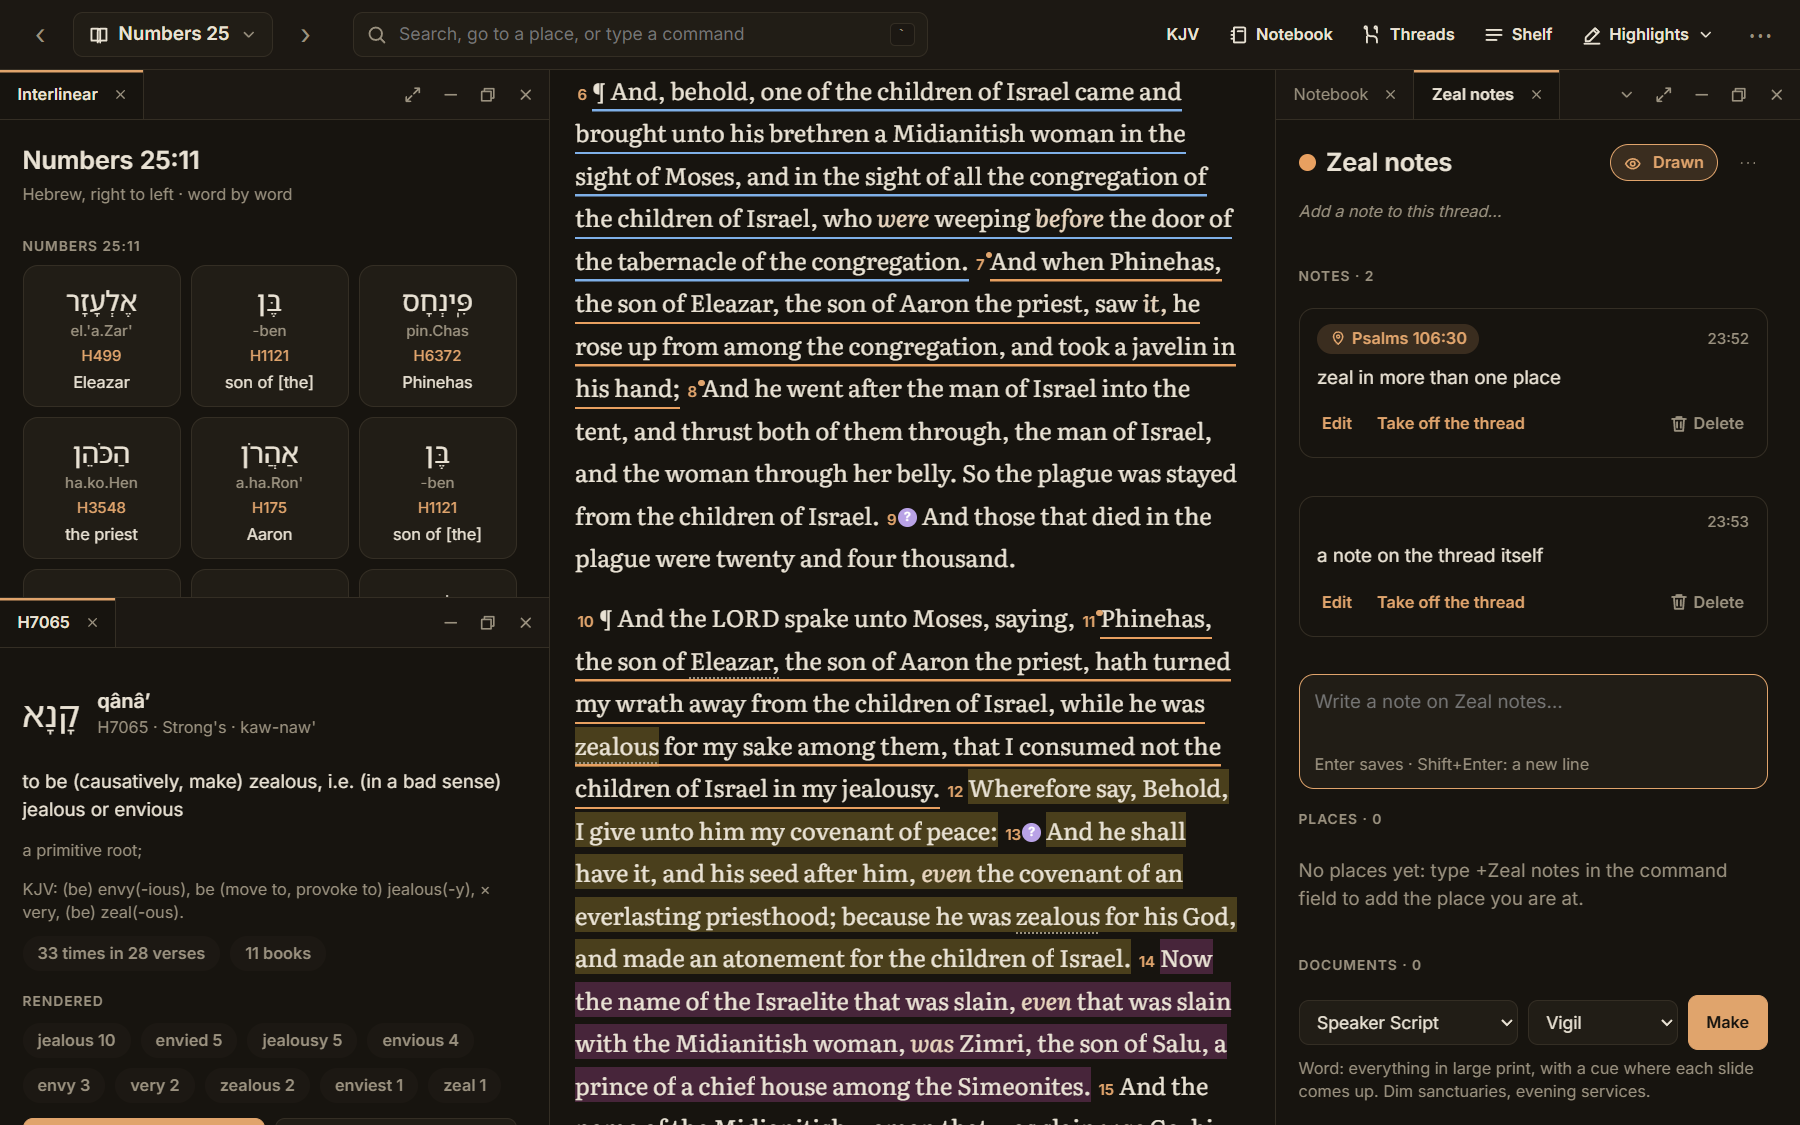 Numbers 25
Search, go to a place, or type a command
`
KJV
Notebook
Threads
Shelf
Highlights
Interlinear
Numbers 25:11
Hebrew, right to left · word by word
NUMBERS 25:11
אֶלְעָזָר
בֶּן
פִּינְחָס
el.'a.Zar'
-ben
pin.Chas
H499
H1121
H6372
Eleazar
son of [the]
Phinehas
הַכֹּהֵן
אַהֲרֹן
בֶּן
ha.ko.Hen
a.ha.Ron'
-ben
H3548
H175
H1121
the priest
Aaron
son of [the]
H7065
קָנָא
qânâʼ
H7065 · Strong's · kaw-naw'
to be (causatively, make) zealous, i.e. (in a bad sense)
jealous or envious
a primitive root;
KJV: (be) envy(-ious), be (move to, provoke to) jealous(-y), ×
very, (be) zeal(-ous).
33 times in 28 verses
11 books
RENDERED
jealous 10
envied 5
jealousy 5
envious 4
envy 3
very 2
zealous 2
enviest 1
zeal 1
6 ¶ And, behold, one of the children of Israel came and
brought unto his brethren a Midianitish woman in the
sight of Moses, and in the sight of all the congregation of
the children of Israel, who were weeping before the door of
the tabernacle of the congregation. 7 And when Phinehas,
the son of Eleazar, the son of Aaron the priest, saw it, he
rose up from among the congregation, and took a javelin in
his hand; 8 And he went after the man of Israel into the
tent, and thrust both of them through, the man of Israel,
and the woman through her belly. So the plague was stayed
from the children of Israel. 9 ? And those that died in the
plague were twenty and four thousand.
10 ¶ And the LORD spake unto Moses, saying, 11 Phinehas,
the son of Eleazar, the son of Aaron the priest, hath turned
my wrath away from the children of Israel, while he was
zealous for my sake among them, that I consumed not the
children of Israel in my jealousy. 12 Wherefore say, Behold,
I give unto him my covenant of peace: 13 ? And he shall
have it, and his seed after him, even the covenant of an
everlasting priesthood; because he was zealous for his God,
and made an atonement for the children of Israel. 14 Now
the name of the Israelite that was slain, even that was slain
with the Midianitish woman, was Zimri, the son of Salu, a
prince of a chief house among the Simeonites. 15 And the
Notebook
Zeal notes
Zeal notes
Drawn
Add a note to this thread...
NOTES · 2
Psalms 106:30
23:52
zeal in more than one place
Edit
Take off the thread
Delete
23:53
a note on the thread itself
Edit
Take off the thread
Delete
Write a note on Zeal notes...
Enter saves · Shift+Enter: a new line
PLACES · 0
No places yet: type +Zeal notes in the command
field to add the place you are at.
DOCUMENTS · 0
Speaker Script
Vigil
Make
Word: everything in large print, with a cue where each slide
comes up. Dim sanctuaries, evening services.